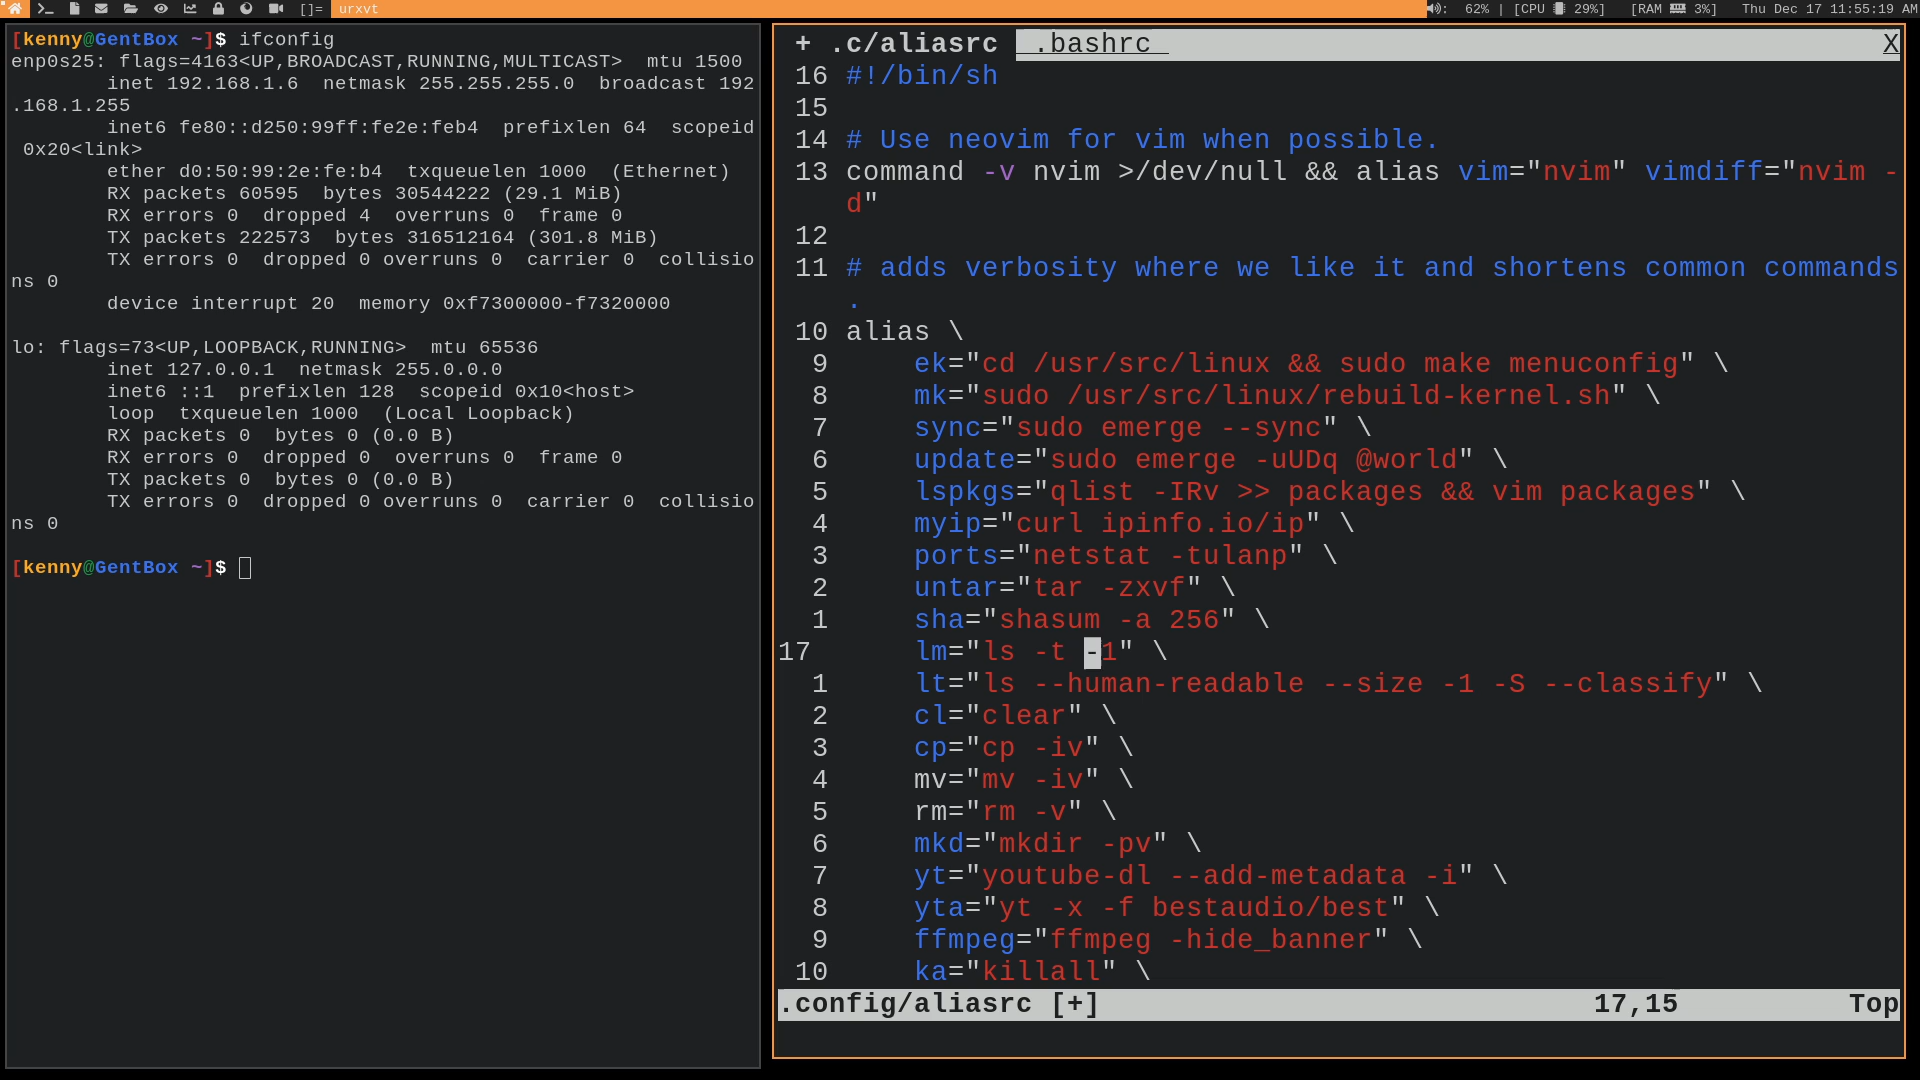 []= urxvt : 62% | [CPU 29%] [RAM 3%] Thu Dec 17 11:55:19 AM
[kenny@GentBox ~]$ ifconfig
enp0s25: flags=4163<UP,BROADCAST,RUNNING,MULTICAST>  mtu 1500
        inet 192.168.1.6  netmask 255.255.255.0  broadcast 192
.168.1.255
        inet6 fe80::d250:99ff:fe2e:feb4  prefixlen 64  scopeid
 0x20<link>
        ether d0:50:99:2e:fe:b4  txqueuelen 1000  (Ethernet)
        RX packets 60595  bytes 30544222 (29.1 MiB)
        RX errors 0  dropped 4  overruns 0  frame 0
        TX packets 222573  bytes 316512164 (301.8 MiB)
        TX errors 0  dropped 0 overruns 0  carrier 0  collisio
ns 0
        device interrupt 20  memory 0xf7300000-f7320000
lo: flags=73<UP,LOOPBACK,RUNNING>  mtu 65536
        inet 127.0.0.1  netmask 255.0.0.0
        inet6 ::1  prefixlen 128  scopeid 0x10<host>
        loop  txqueuelen 1000  (Local Loopback)
        RX packets 0  bytes 0 (0.0 B)
        RX errors 0  dropped 0  overruns 0  frame 0
        TX packets 0  bytes 0 (0.0 B)
        TX errors 0  dropped 0 overruns 0  carrier 0  collisio
ns 0
[kenny@GentBox ~]$
 + .c/aliasrc  .bashrc  X
 16 #!/bin/sh
 15
 14 # Use neovim for vim when possible.
 13 command -v nvim >/dev/null && alias vim="nvim" vimdiff="nvim -
    d"
 12
 11 # adds verbosity where we like it and shortens common commands
    .
 10 alias \
  9     ek="cd /usr/src/linux && sudo make menuconfig" \
  8     mk="sudo /usr/src/linux/rebuild-kernel.sh" \
  7     sync="sudo emerge --sync" \
  6     update="sudo emerge -uUDq @world" \
  5     lspkgs="qlist -IRv >> packages && vim packages" \
  4     myip="curl ipinfo.io/ip" \
  3     ports="netstat -tulanp" \
  2     untar="tar -zxvf" \
  1     sha="shasum -a 256" \
17      lm="ls -t -1" \
  1     lt="ls --human-readable --size -1 -S --classify" \
  2     cl="clear" \
  3     cp="cp -iv" \
  4     mv="mv -iv" \
  5     rm="rm -v" \
  6     mkd="mkdir -pv" \
  7     yt="youtube-dl --add-metadata -i" \
  8     yta="yt -x -f bestaudio/best" \
  9     ffmpeg="ffmpeg -hide_banner" \
 10     ka="killall" \
.config/aliasrc [+] 17,15 Top